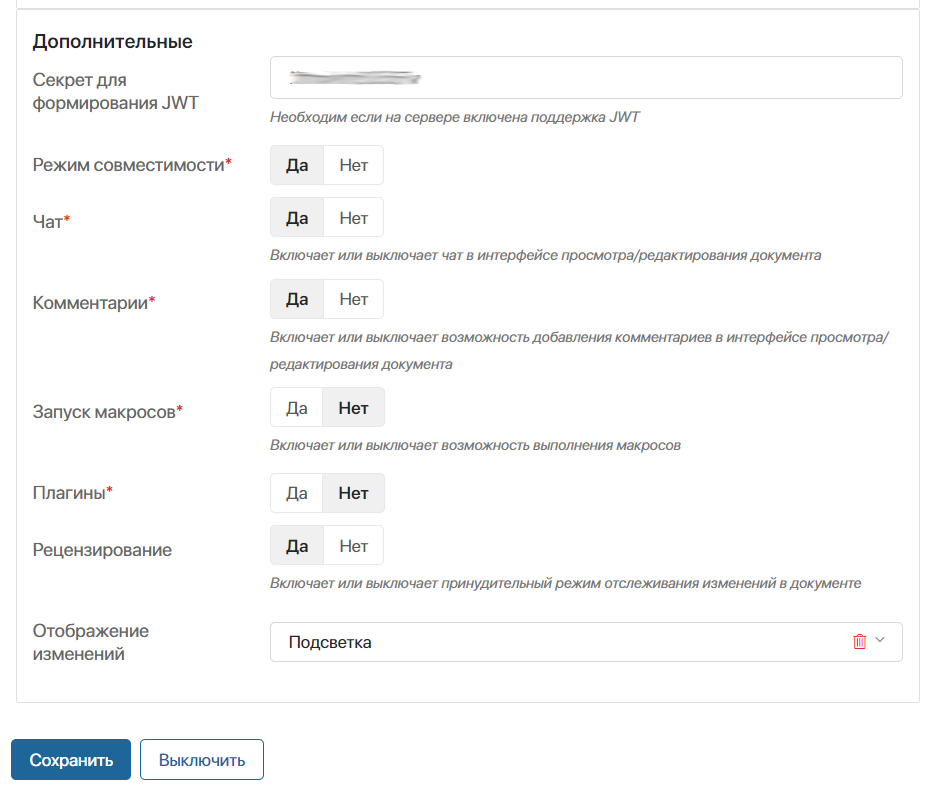 Дополнительные
Секрет для
формирования JWT
Необходим если на сервере включена поддержка JWT
Режим совместимости*
Да Нет
Чат*
Да Нет
Включает или выключает чат в интерфейсе просмотра/редактирования документа
Комментарии*
Да Нет
Включает или выключает возможность добавления комментариев в интерфейсе просмотра/
редактирования документа
Запуск макросов*
Да Нет
Включает или выключает возможность выполнения макросов
Плагины*
Да Нет
Рецензирование
Да Нет
Включает или выключает принудительный режим отслеживания изменений в документе
Отображение
изменений
Подсветка
Сохранить Выключить